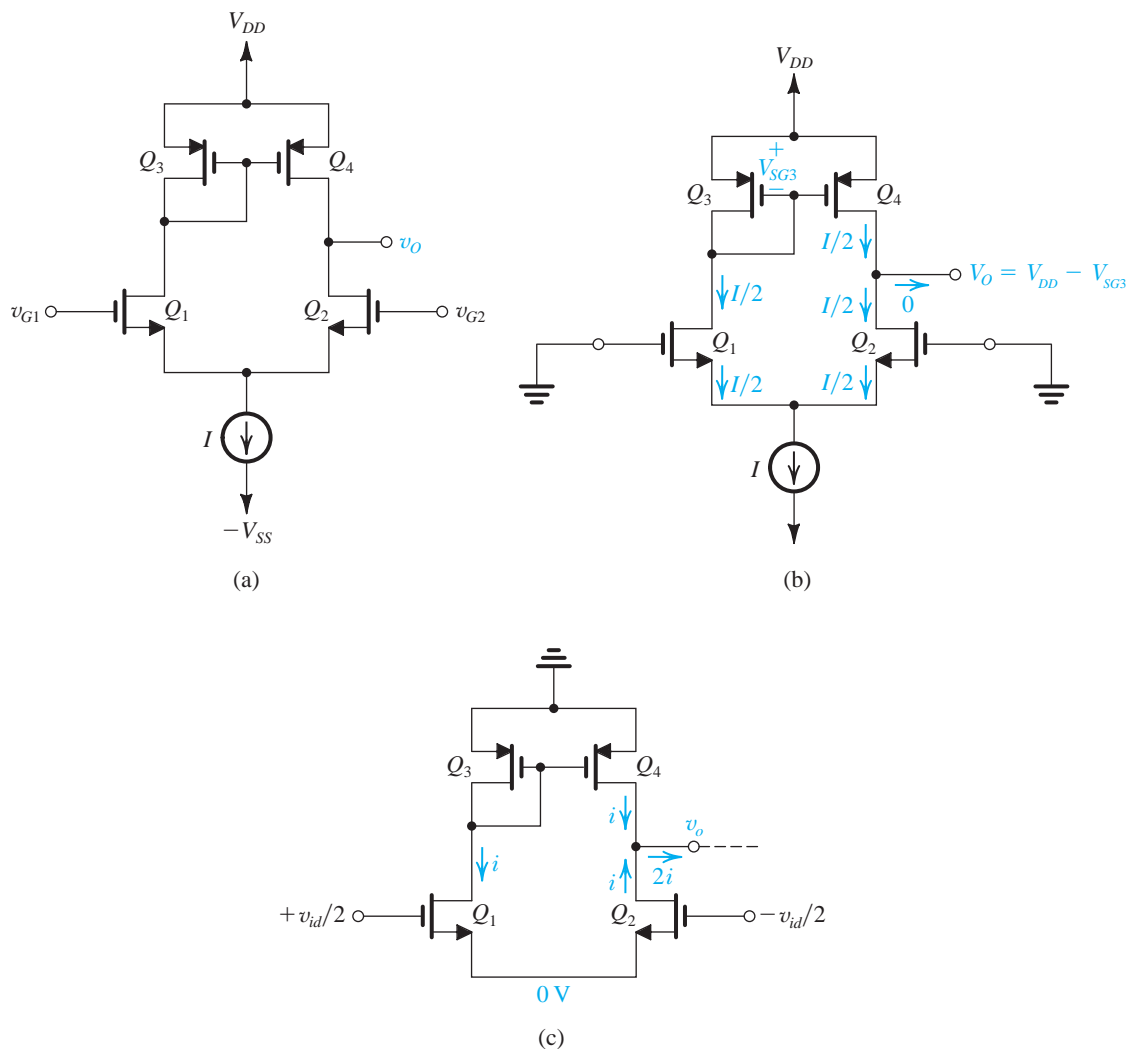 V_DD
Q_3
Q_4
v_O
v_G1
Q_1
Q_2
v_G2
I
−V_SS
(a)
V_DD
+
V_SG3
−
Q_3
Q_4
I/2
I/2
I/2
0
V_O = V_DD − V_SG3
Q_1
Q_2
I/2
I/2
I
(b)
Q_3
Q_4
i
v_o
i
i
2i
+v_id/2
Q_1
Q_2
−v_id/2
0 V
(c)